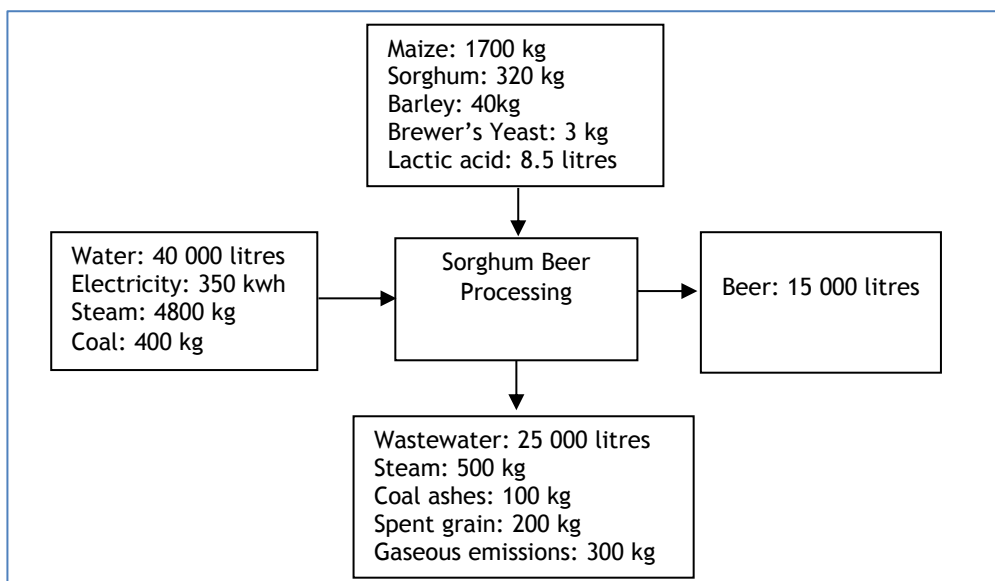 Maize: 1700 kg
Sorghum: 320 kg
Barley: 40kg
Brewer’s Yeast: 3 kg
Lactic acid: 8.5 litres
Water: 40 000 litres
Electricity: 350 kwh
Steam: 4800 kg
Coal: 400 kg
Sorghum Beer
Processing
Beer: 15 000 litres
Wastewater: 25 000 litres
Steam: 500 kg
Coal ashes: 100 kg
Spent grain: 200 kg
Gaseous emissions: 300 kg